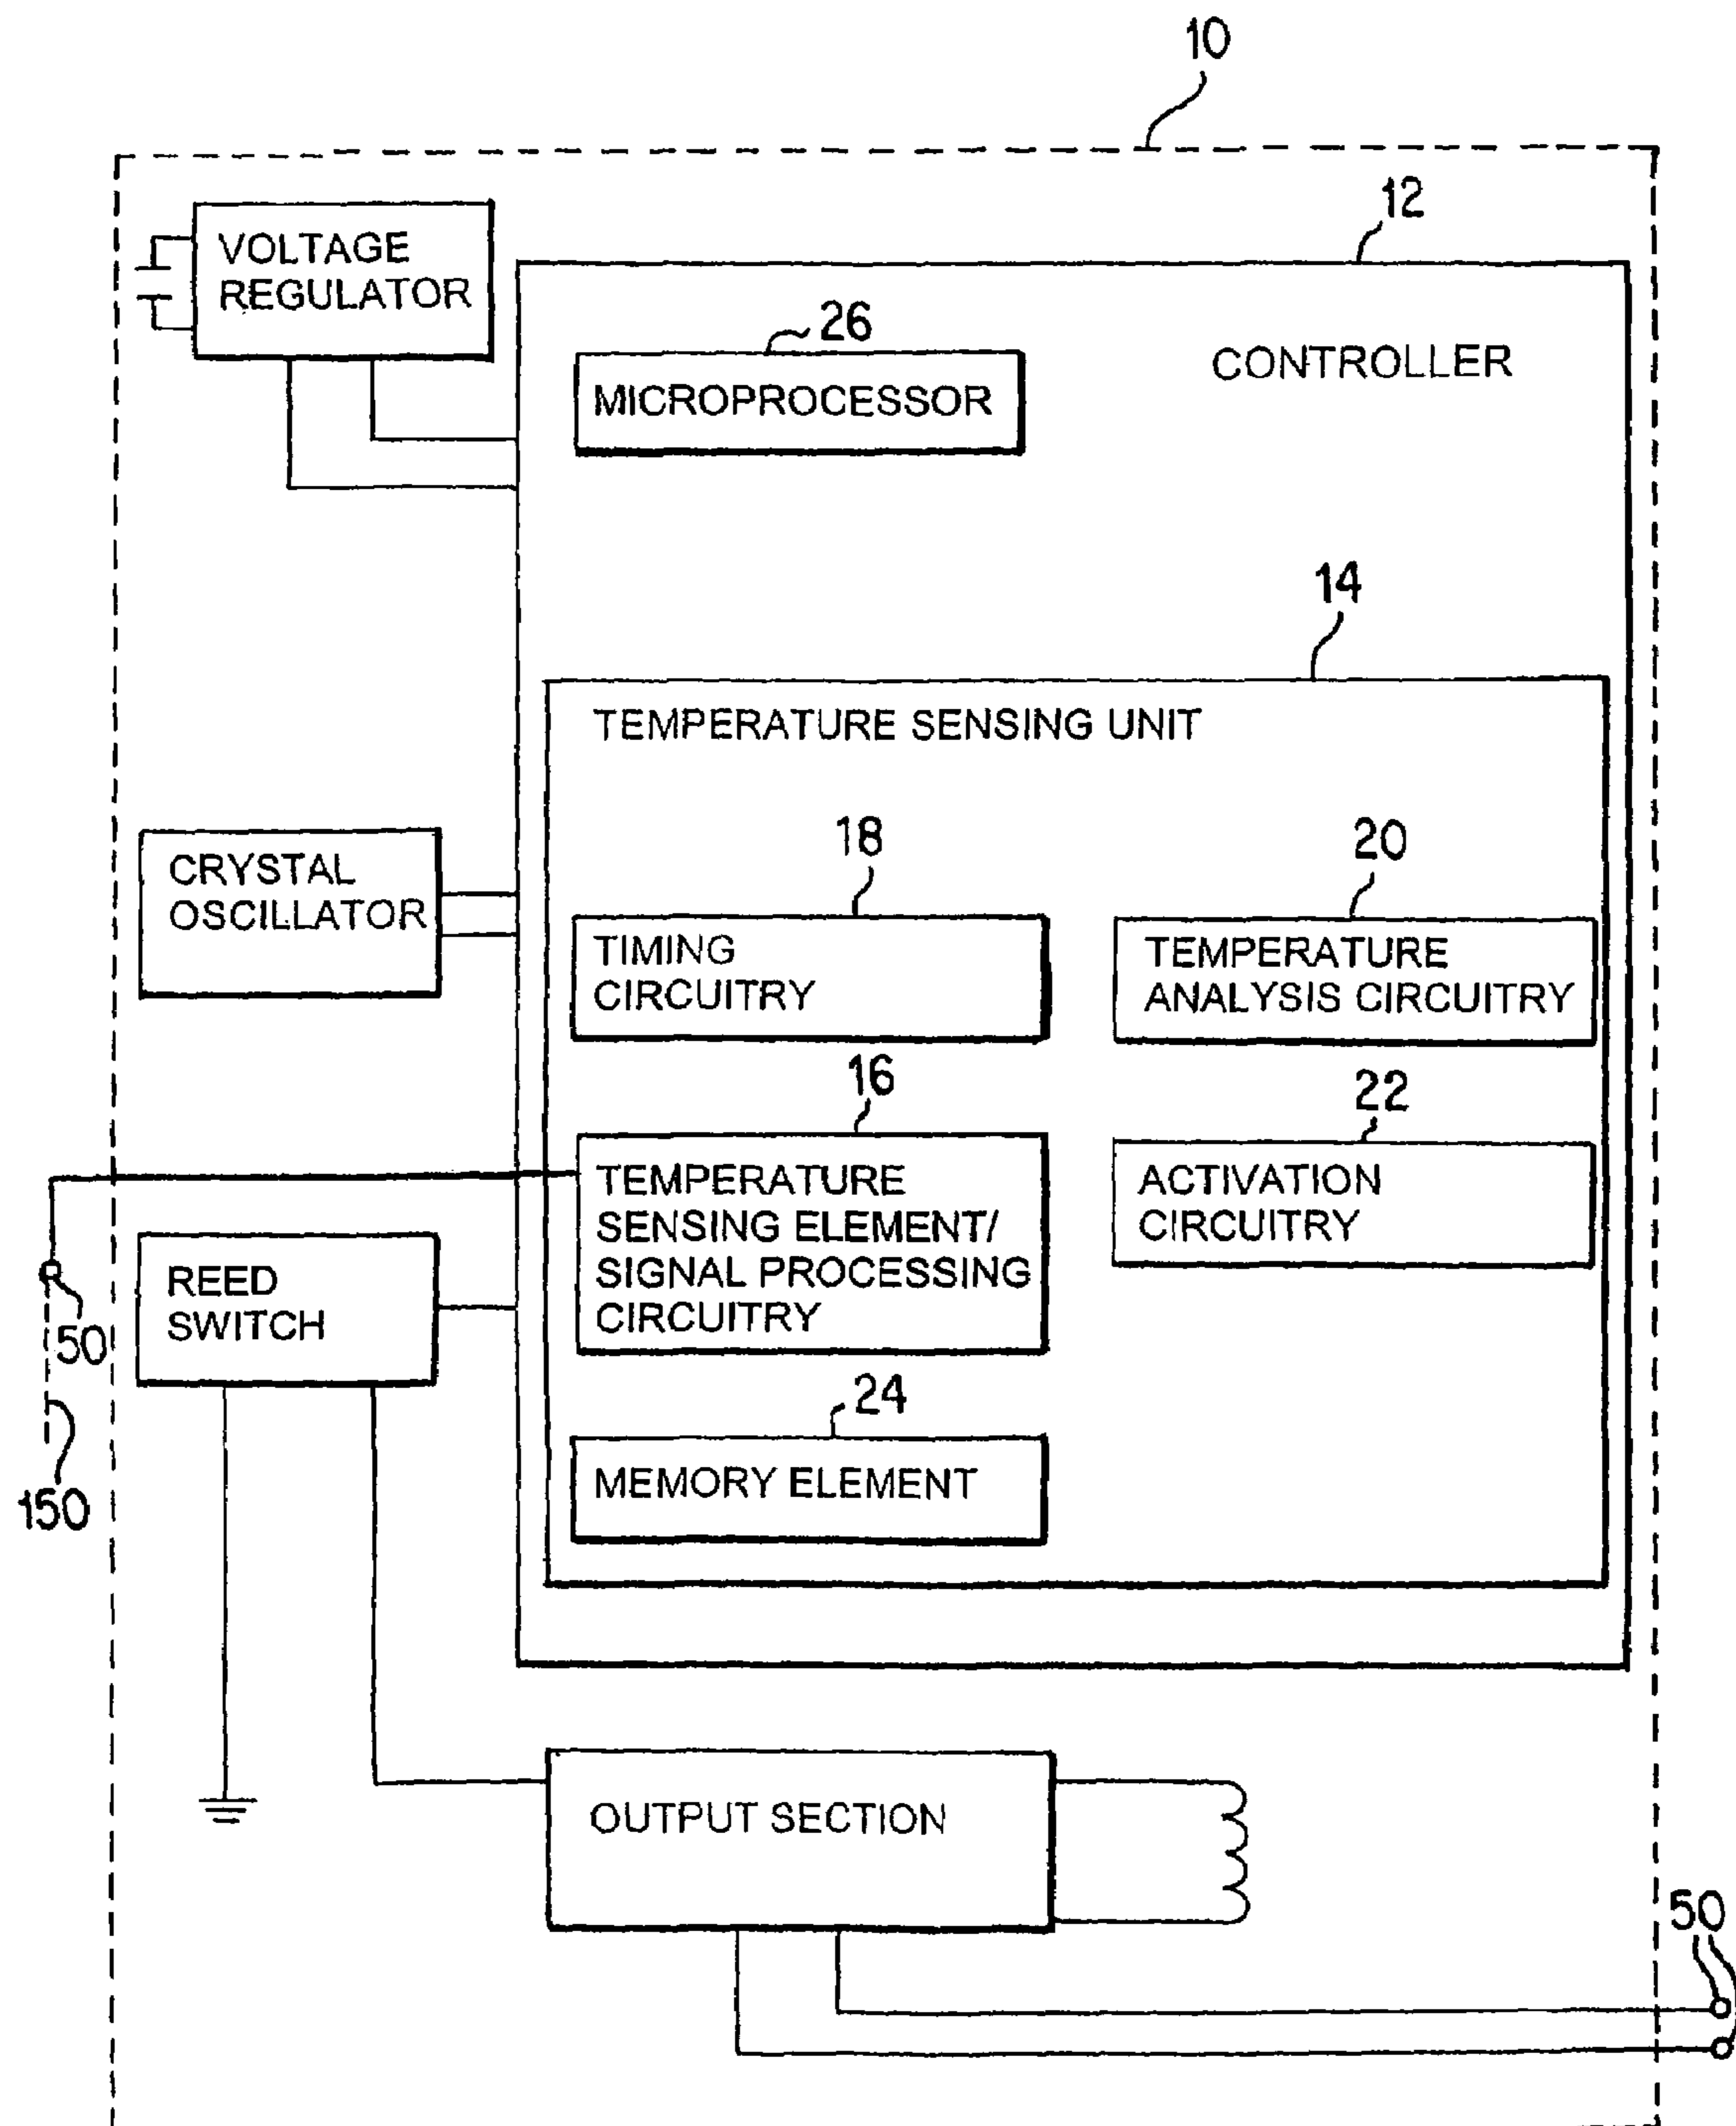 10
12
VOLTAGE
REGULATOR
26
MICROPROCESSOR
CONTROLLER
14
TEMPERATURE SENSING UNIT
18
20
CRYSTAL
OSCILLATOR
TIMING
CIRCUITRY
TEMPERATURE
ANALYSIS CIRCUITRY
16
22
TEMPERATURE
SENSING ELEMENT/
SIGNAL PROCESSING
CIRCUITRY
ACTIVATION
CIRCUITRY
REED
SWITCH
50
150
24
MEMORY ELEMENT
OUTPUT SECTION
50